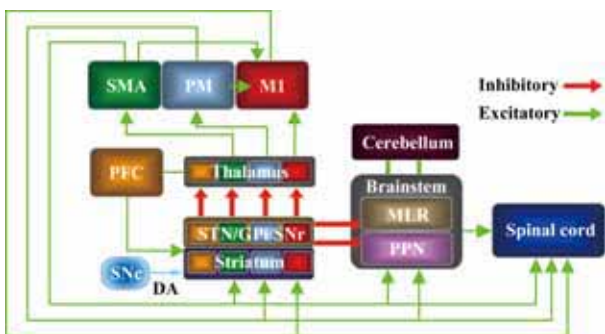 SMA
PM
M1
Inhibitory
Excitatory
Cerebellum
PFC
Thalamus
Brainstem
MLR
STN/GPi/SNr
Spinal cord
PPN
Striatum
SNc
DA